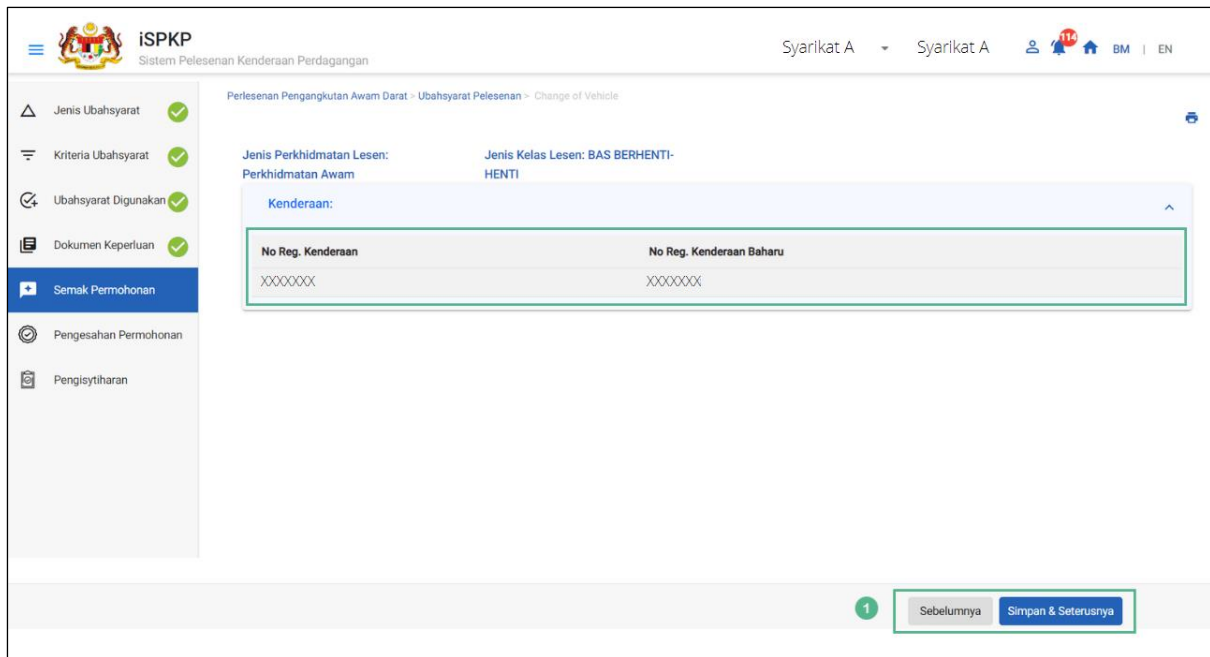 iSPKP
Sistem Pelesenan Kenderaan Perdagangan
Syarikat A
Syarikat A
114
BM | EN
Jenis Ubahsyarat
Kriteria Ubahsyarat
Ubahsyarat Digunakan
Dokumen Keperluan
Semak Permohonan
Pengesahan Permohonan
Pengisytiharan
Perlesenan Pengangkutan Awam Darat > Ubahsyarat Pelesenan > Change of Vehicle
Jenis Perkhidmatan Lesen:
Perkhidmatan Awam
Jenis Kelas Lesen: BAS BERHENTI-
HENTI
Kenderaan:
No Reg. Kenderaan
No Reg. Kenderaan Baharu
XXXXXXX
XXXXXXX
1
Sebelumnya
Simpan & Seterusnya